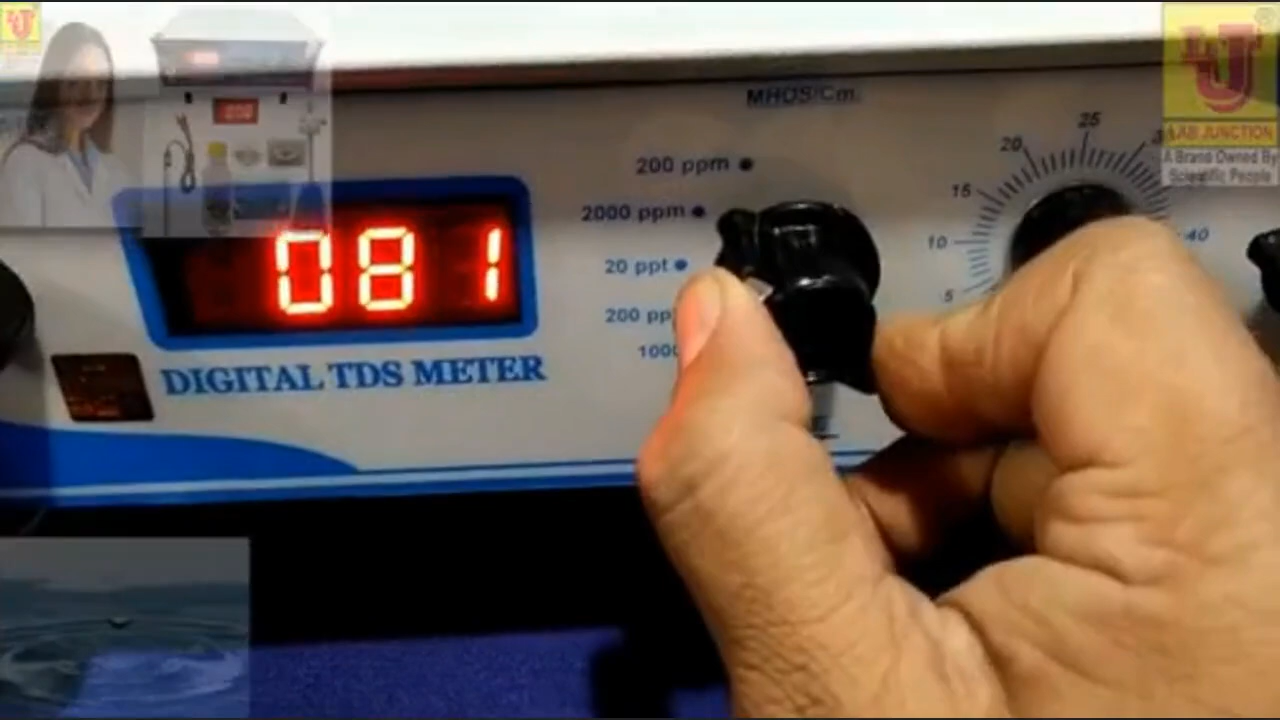 MHOS/Cm.
200 ppm
2000 ppm
20 ppt
200 pp
100
081
DIGITAL TDS METER
5
10
15
20
25
40
LAB JUNCTION
A Brand Owned By
Scientific People